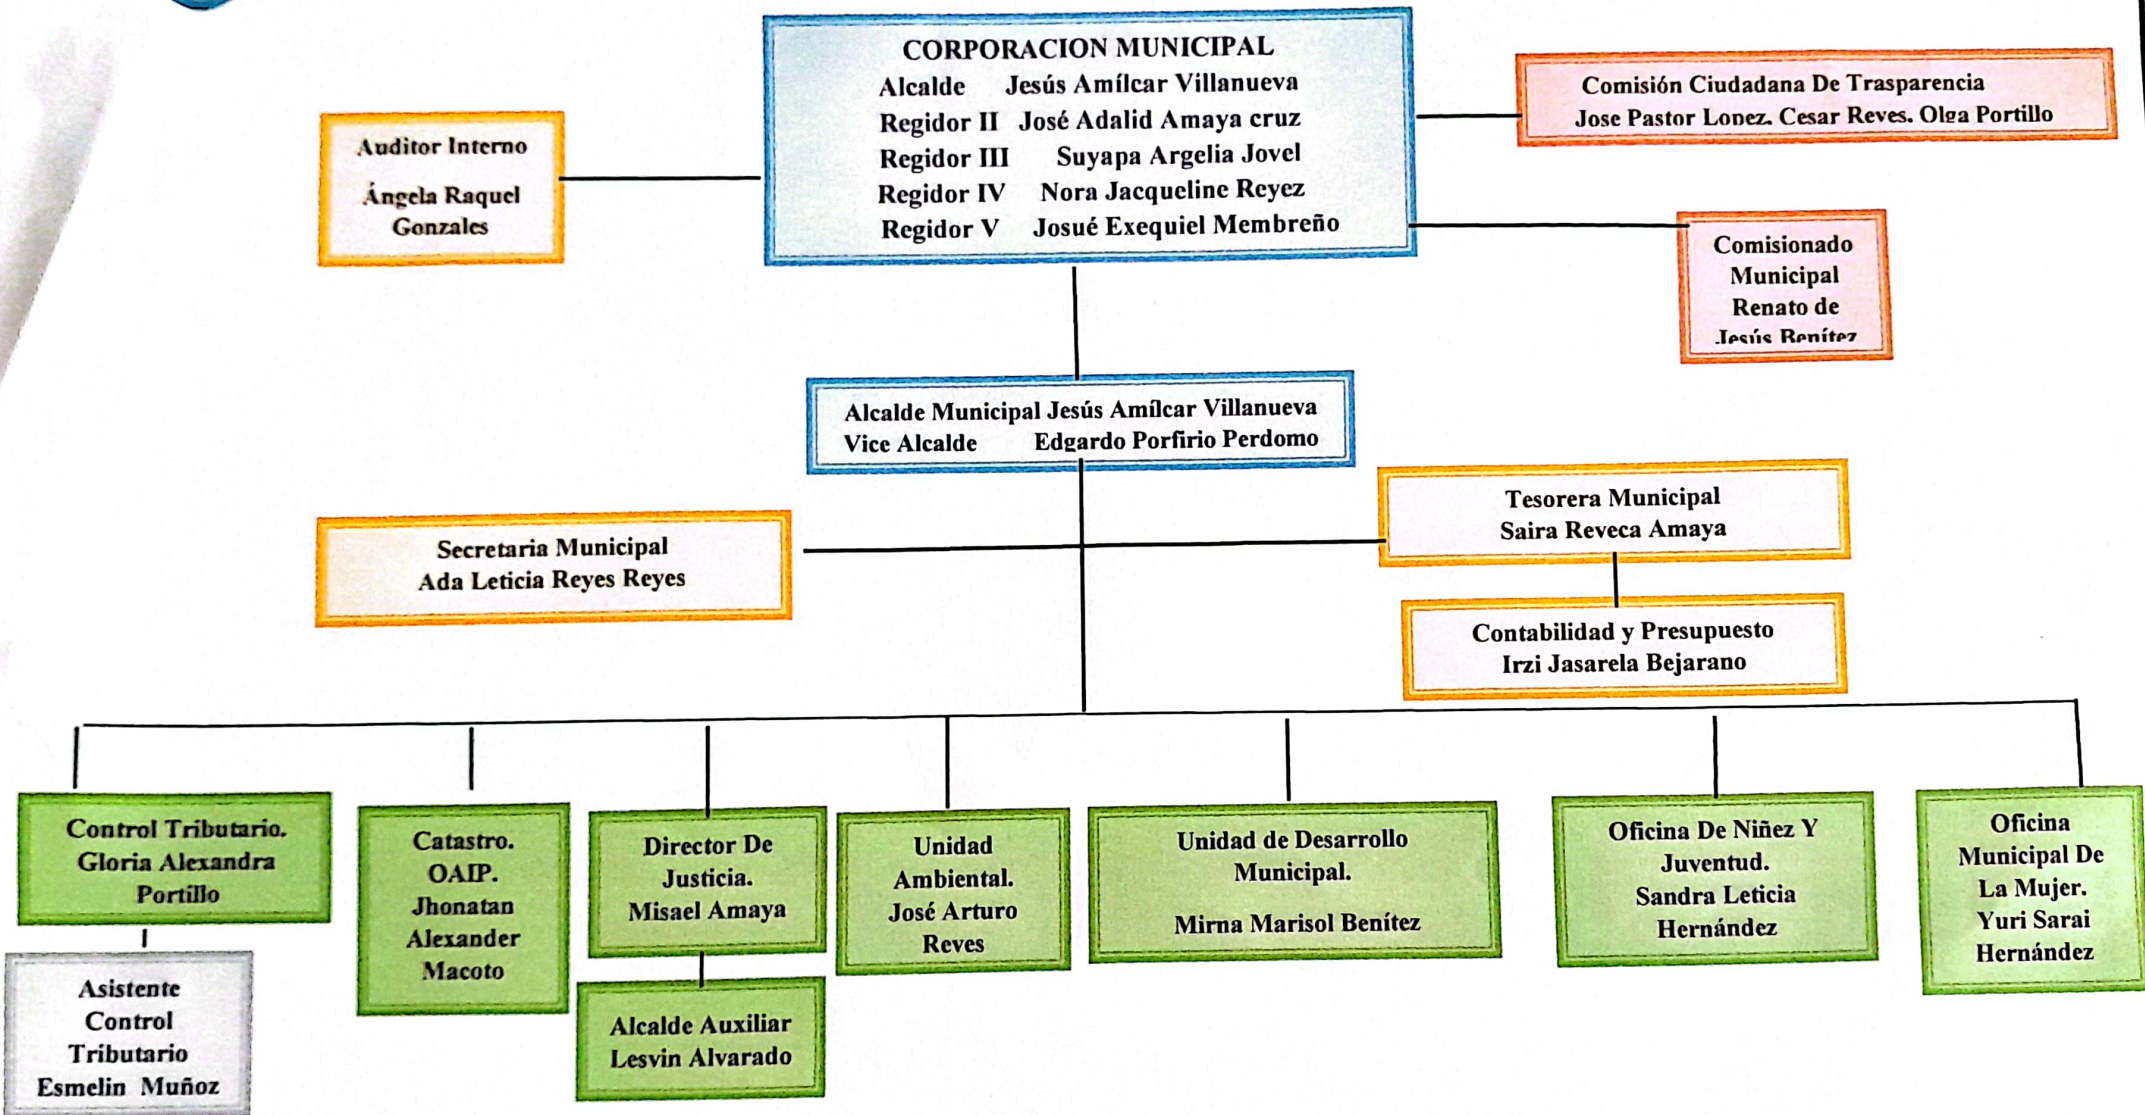 CORPORACION MUNICIPAL
Alcalde Jesús Amílcar Villanueva
Regidor II José Adalid Amaya cruz
Regidor III Suyapa Argelia Jovel
Regidor IV Nora Jacqueline Reyez
Regidor V Josué Exequiel Membreño
Comisión Ciudadana De Trasparencia
Jose Pastor Lopez. Cesar Reyes. Olga Portillo
Auditor Interno
Ángela Raquel
Gonzales
Comisionado
Municipal
Renato de
Jesús Benítez
Alcalde Municipal Jesús Amílcar Villanueva
Vice Alcalde Edgardo Porfirio Perdomo
Secretaria Municipal
Ada Leticia Reyes Reyes
Tesorera Municipal
Saira Reveca Amaya
Contabilidad y Presupuesto
Irzi Jasarela Bejarano
Control Tributario.
Gloria Alexandra
Portillo
Asistente
Control
Tributario
Esmelin Muñoz
Catastro.
OAIP.
Jhonatan
Alexander
Macoto
Director De
Justicia.
Misael Amaya
Alcalde Auxiliar
Lesvin Alvarado
Unidad
Ambiental.
José Arturo
Reyes
Unidad de Desarrollo
Municipal.
Mirna Marisol Benítez
Oficina De Niñez Y
Juventud.
Sandra Leticia
Hernández
Oficina
Municipal De
La Mujer.
Yuri Sarai
Hernández